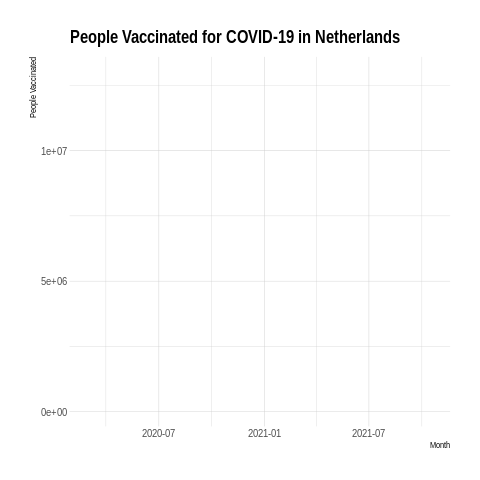 People Vaccinated for COVID-19 in Netherlands
People Vaccinated
1e+07
5e+06
0e+00
2020-07
2021-01
2021-07
Month